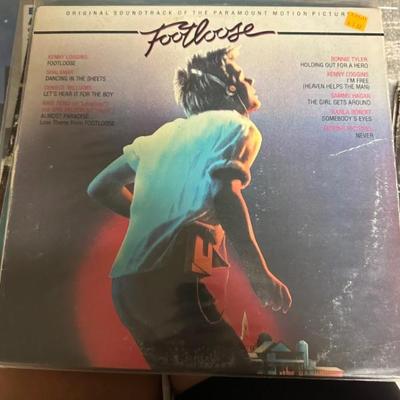 ORIGINAL SOUNDTRACK OF THE PARAMOUNT MOTION PICTURE
Footloose
KENNY LOGGINS
FOOTLOOSE
SHALAMAR
DANCING IN THE SHEETS
DENIECE WILLIAMS
LET'S HEAR IT FOR THE BOY
ALMOST PARADISE
Love Theme From FOOTLOOSE
BONNIE TYLER
HOLDING OUT FOR A HERO
KENNY LOGGINS
I'M FREE
(HEAVEN HELPS THE MAN)
SAMMY HAGAR
THE GIRL GETS AROUND
KARLA BONOFF
SOMEBODY'S EYES
MOVING PICTURES
NEVER